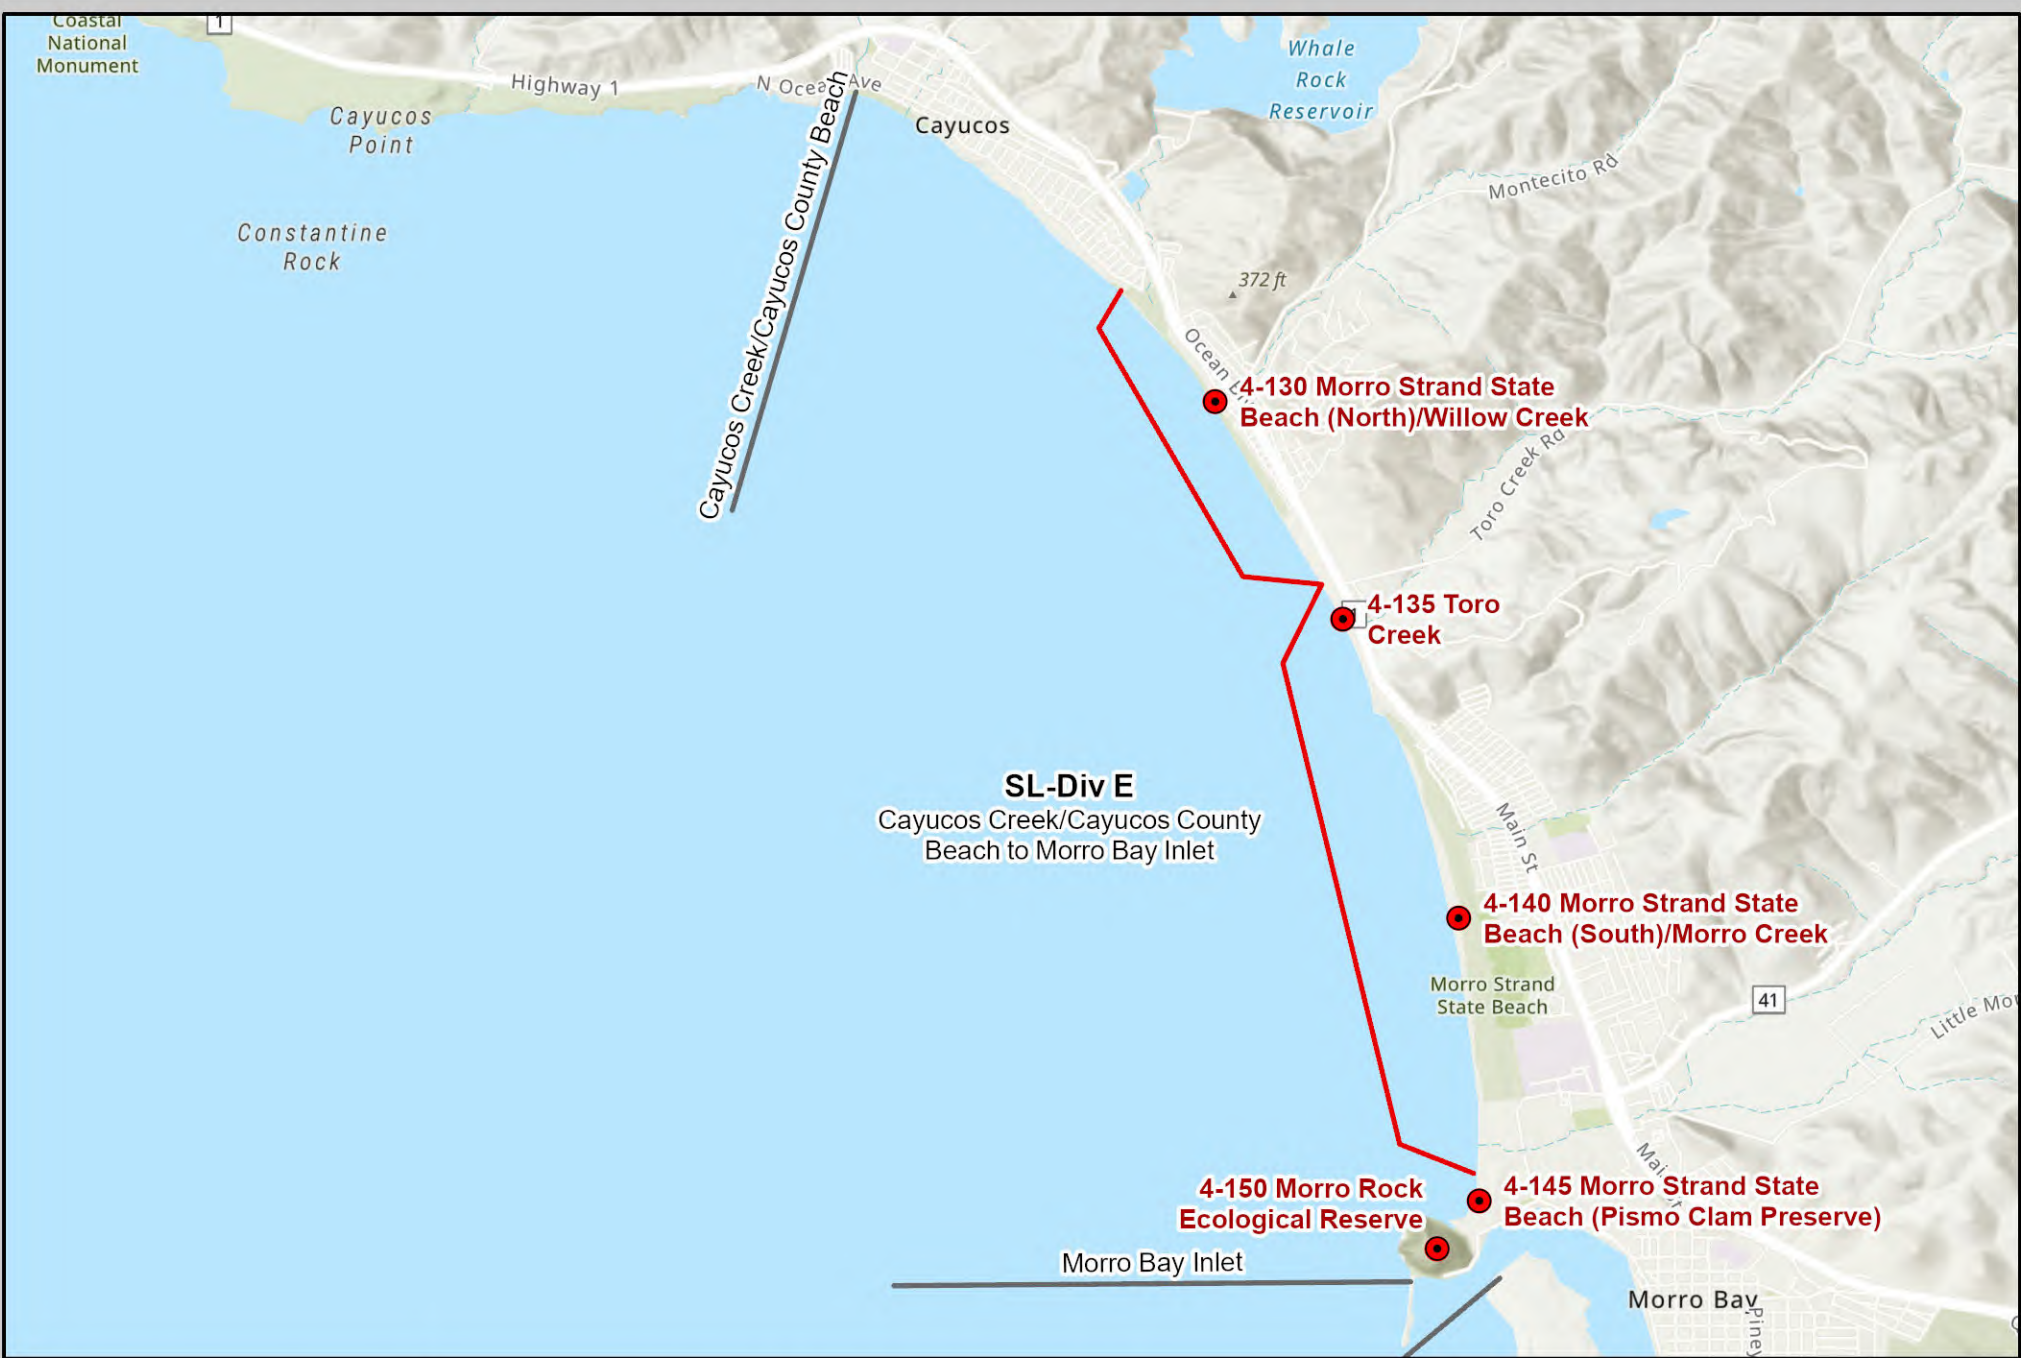 Coastal
National
Monument
1
Highway 1
N Ocean Ave
Cayucos
Point
Cayucos
Whale
Rock
Reservoir
Constantine
Rock
Montecito Rd
372 ft
Cayucos Creek/Cayucos County Beach
Ocean
4-130 Morro Strand State
Beach (North)/Willow Creek
Toro Creek Rd
4-135 Toro
Creek
SL-Div E
Cayucos Creek/Cayucos County
Beach to Morro Bay Inlet
Main St
4-140 Morro Strand State
Beach (South)/Morro Creek
Morro Strand
State Beach
41
Little Mor
Main
4-150 Morro Rock
Ecological Reserve
4-145 Morro Strand State
Beach (Pismo Clam Preserve)
Morro Bay Inlet
Morro Bay
Piney